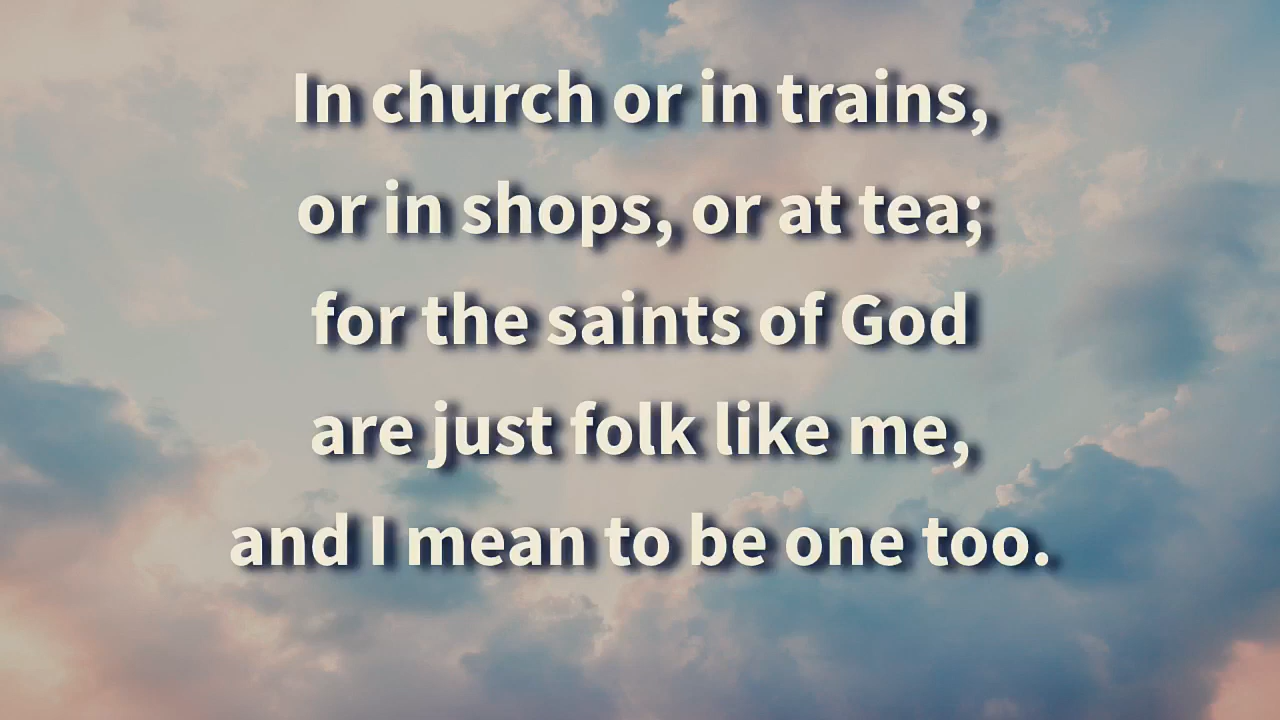 In church or in trains,
or in shops, or at tea;
for the saints of God
are just folk like me,
and I mean to be one too.